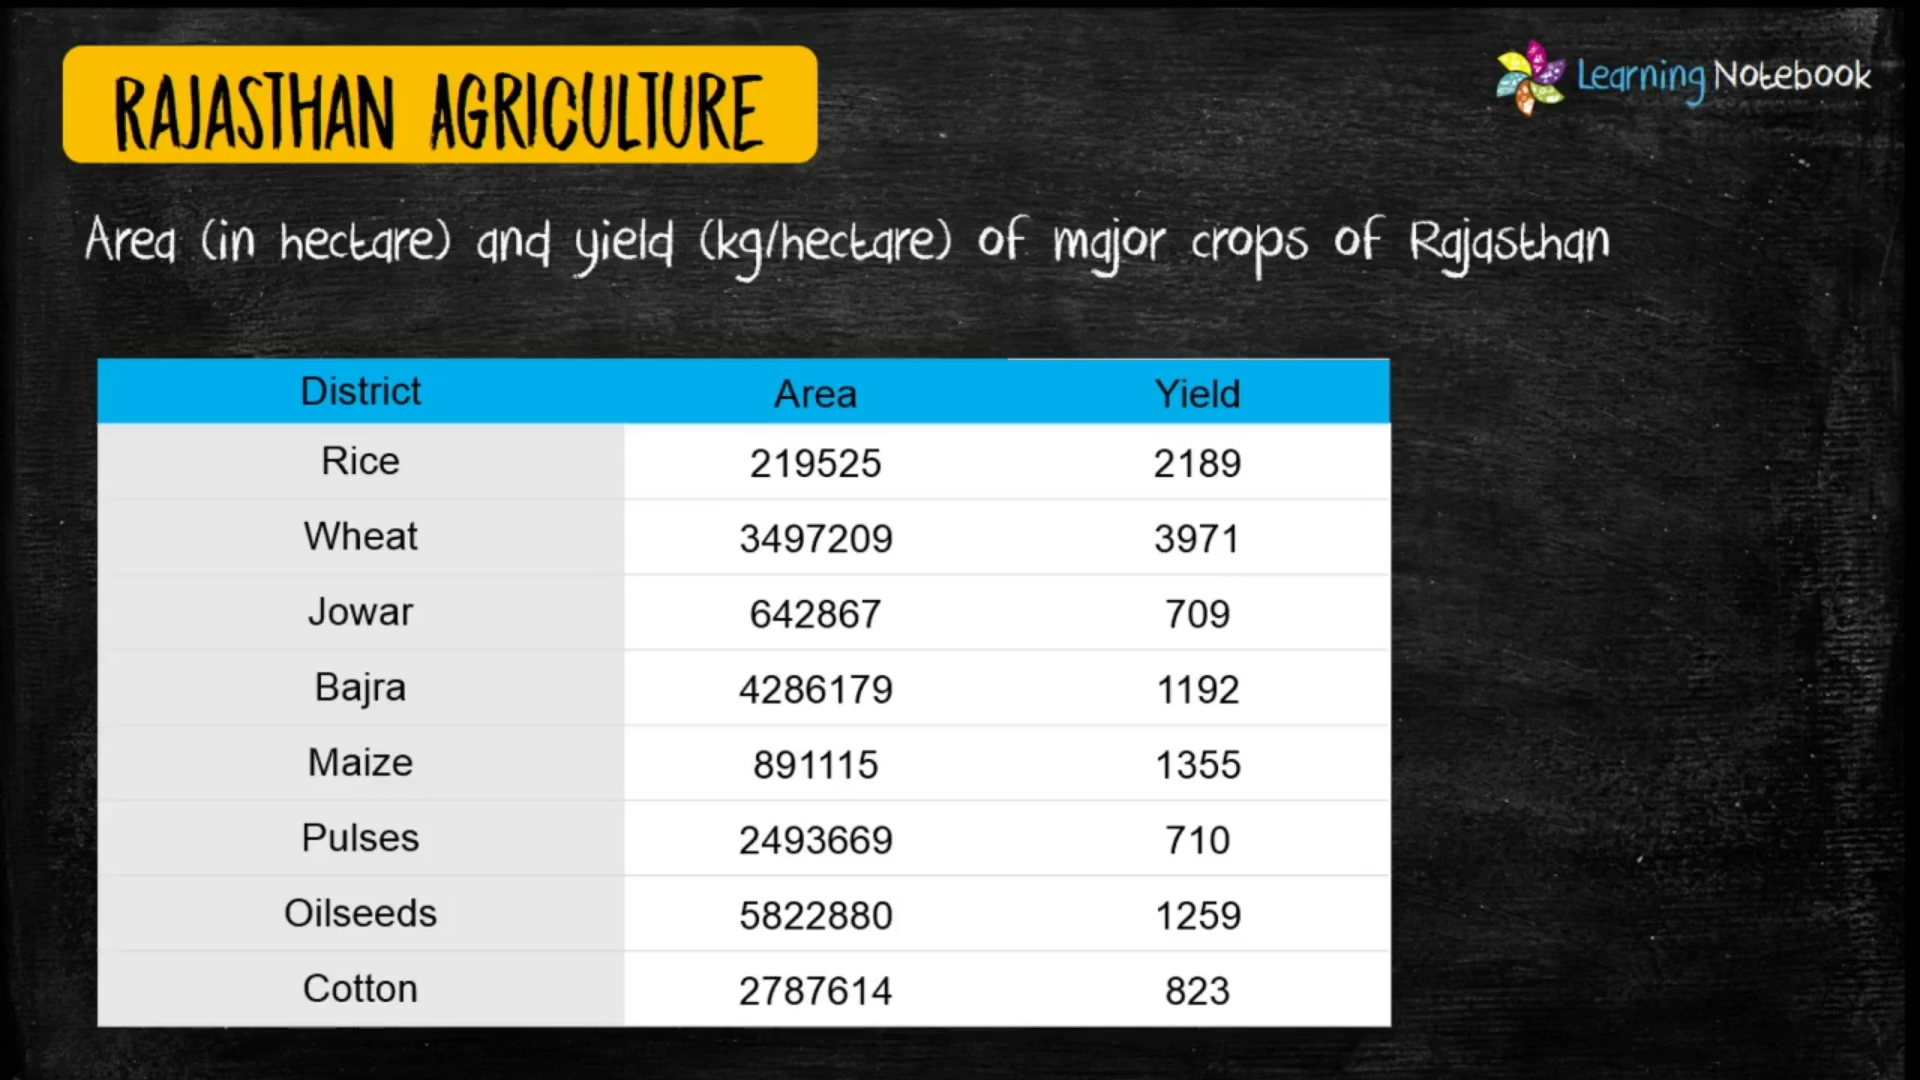 RAJASTHAN AGRICULTURE
Learning Notebook
Area (in hectare) and yield (kg/hectare) of major crops of Rajasthan
District Area Yield
Rice 219525 2189
Wheat 3497209 3971
Jowar 642867 709
Bajra 4286179 1192
Maize 891115 1355
Pulses 2493669 710
Oilseeds 5822880 1259
Cotton 2787614 823